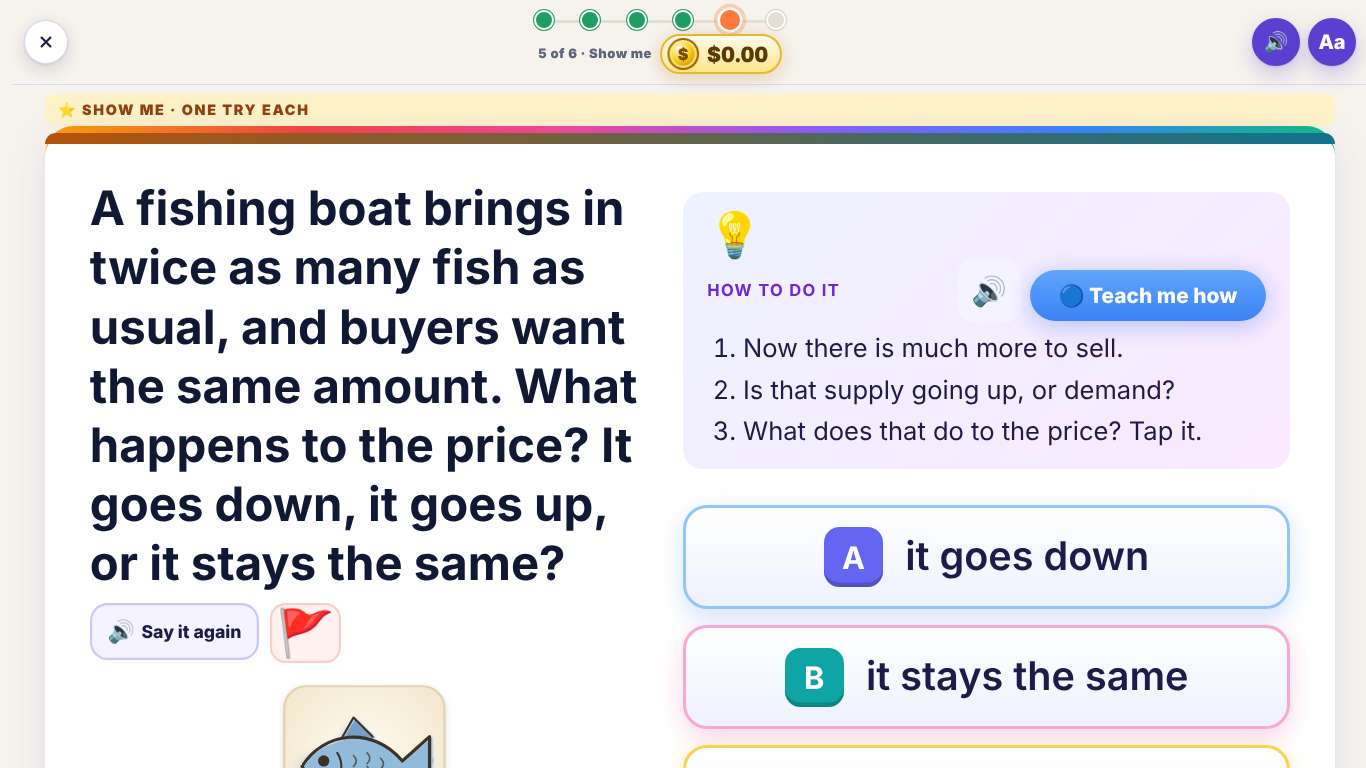 ×
5 of 6 · Show me
$ $0.00
Aa
SHOW ME · ONE TRY EACH
A fishing boat brings in
twice as many fish as
usual, and buyers want
the same amount. What
happens to the price? It
goes down, it goes up,
or it stays the same?
Say it again
HOW TO DO IT
Teach me how
1. Now there is much more to sell.
2. Is that supply going up, or demand?
3. What does that do to the price? Tap it.
A it goes down
B it stays the same